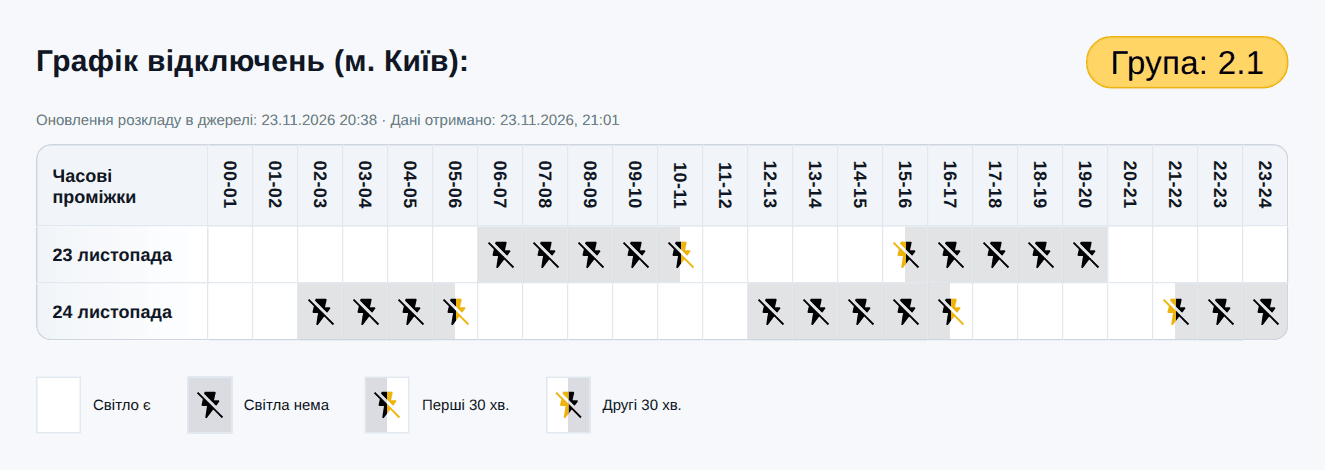 Графік відключень (м. Київ):
Група: 2.1
Оновлення розкладу в джерелі: 23.11.2026 20:38 · Дані отримано: 23.11.2026, 21:01
Часові
проміжки
00-01
01-02
02-03
03-04
04-05
05-06
06-07
07-08
08-09
09-10
10-11
11-12
12-13
13-14
14-15
15-16
16-17
17-18
18-19
19-20
20-21
21-22
22-23
23-24
23 листопада
24 листопада
Світло є
Світла нема
Перші 30 хв.
Другі 30 хв.